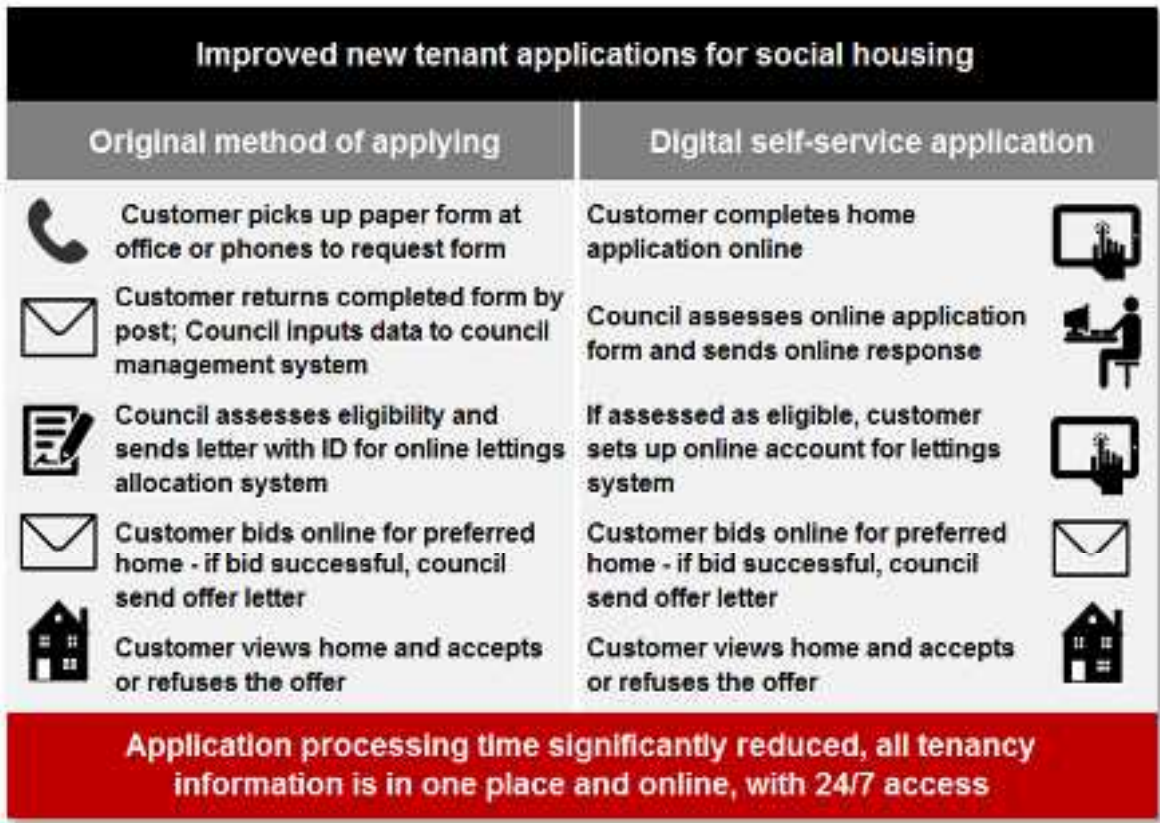 Improved new tenant applications for social housing
Original method of applying
Customer picks up paper form at
office or phones to request form
Customer returns completed form by
post; Council inputs data to council
management system
Council assesses eligibility and
sends letter with ID for online lettings
allocation system
Customer bids online for preferred
home - if bid successful, council
send offer letter
Customer views home and accepts
or refuses the offer
Digital self-service application
Customer completes home
application online
Council assesses online application
form and sends online response
If assessed as eligible, customer
sets up online account for lettings
system
Customer bids online for preferred
home - if bid successful, council
send offer letter
Customer views home and accepts
or refuses the offer
Application processing time significantly reduced, all tenancy
information is in one place and online, with 24/7 access